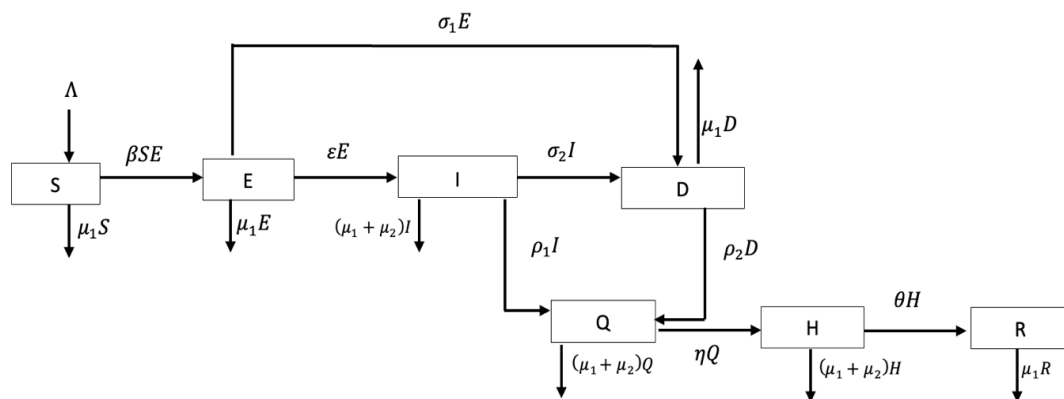 σ₁E
Λ
μ₁D
βSE
εE
σ₂I
S
E
I
D
μ₁S
μ₁E
(μ₁ + μ₂)I
ρ₁I
ρ₂D
θH
Q
H
R
ηQ
(μ₁ + μ₂)Q
(μ₁ + μ₂)H
μ₁R